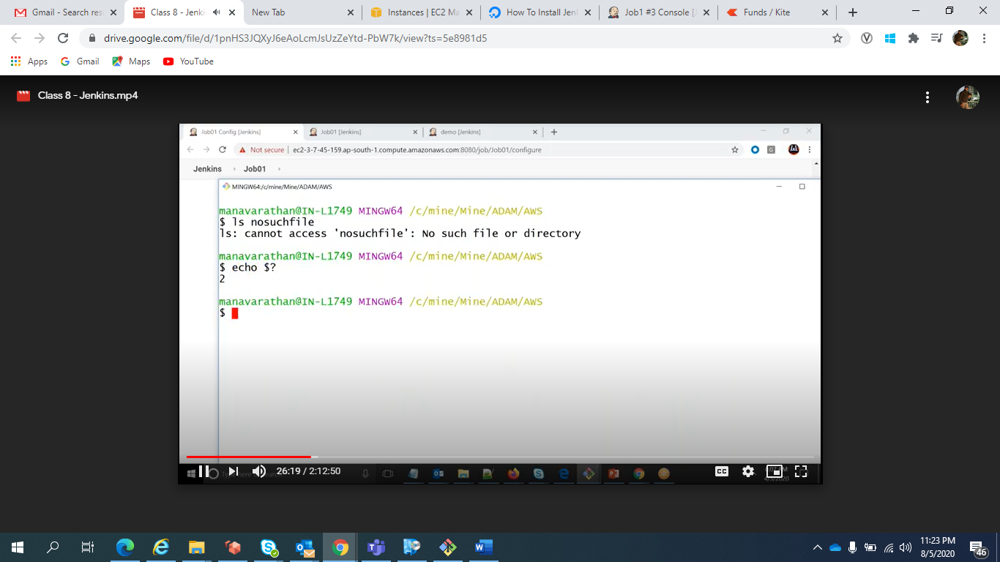 Gmail - Search res
Class 8 - Jenki
New Tab
Instances | EC2 Ma
How To Install Jen
Job1 #3 Console [J
Funds / Kite
drive.google.com/file/d/1pnHS3JQXyJ6eAoLcmJsUzZeYtd-PbW7k/view?ts=5e8981d5
Apps
Gmail
Maps
YouTube
Class 8 - Jenkins.mp4
Job01 Config [Jenkins]
Job01 [Jenkins]
demo [Jenkins]
Not secure | ec2-3-7-45-159.ap-south-1.compute.amazonaws.com:8080/job/Job01/configure
Jenkins
Job01
MINGW64:/c/mine/Mine/ADAM/AWS
manavarathan@IN-L1749 MINGW64 /c/mine/Mine/ADAM/AWS
$ ls nosuchfile
ls: cannot access 'nosuchfile': No such file or directory
manavarathan@IN-L1749 MINGW64 /c/mine/Mine/ADAM/AWS
$ echo $?
2
manavarathan@IN-L1749 MINGW64 /c/mine/Mine/ADAM/AWS
$
26:19 / 2:12:50
CC
11:23 PM
8/5/2020
46